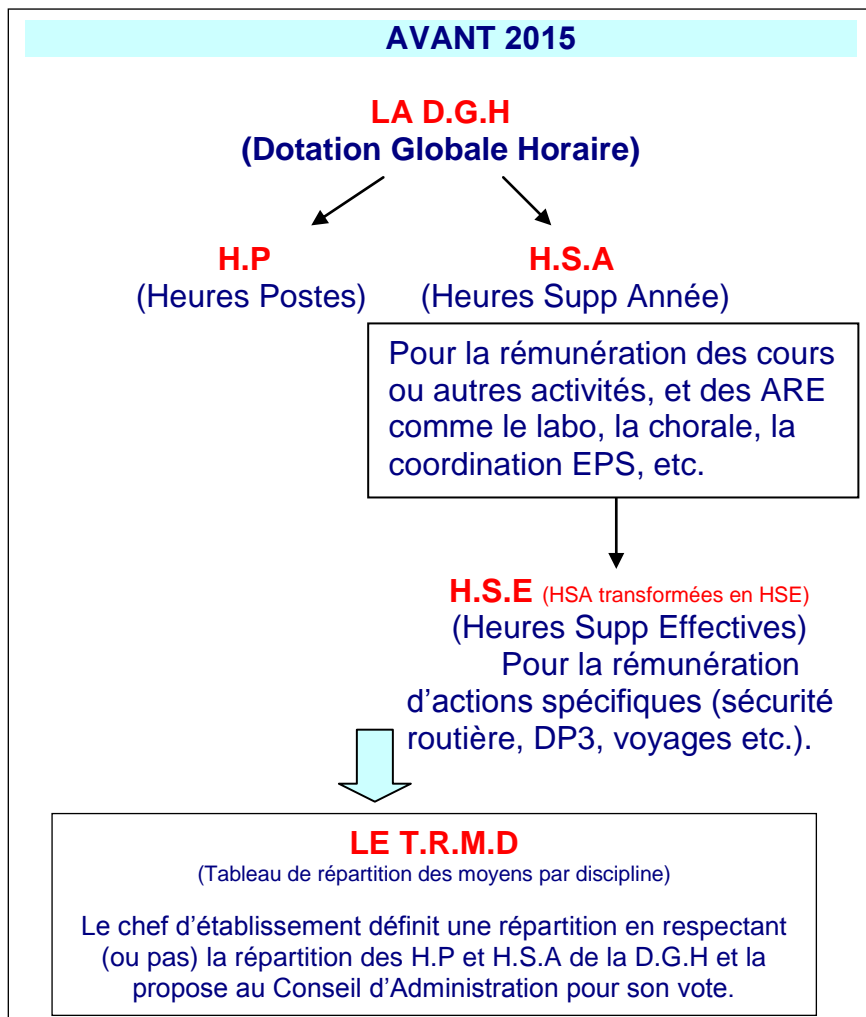 AVANT 2015
LA D.G.H
(Dotation Globale Horaire)
H.P
(Heures Postes)
H.S.A
(Heures Supp Année)
Pour la rémunération des cours
ou autres activités, et des ARE
comme le labo, la chorale, la
coordination EPS, etc.
H.S.E (HSA transformées en HSE)
(Heures Supp Effectives)
Pour la rémunération
d’actions spécifiques (sécurité
routière, DP3, voyages etc.).
LE T.R.M.D
(Tableau de répartition des moyens par discipline)
Le chef d’établissement définit une répartition en respectant
(ou pas) la répartition des H.P et H.S.A de la D.G.H et la
propose au Conseil d’Administration pour son vote.